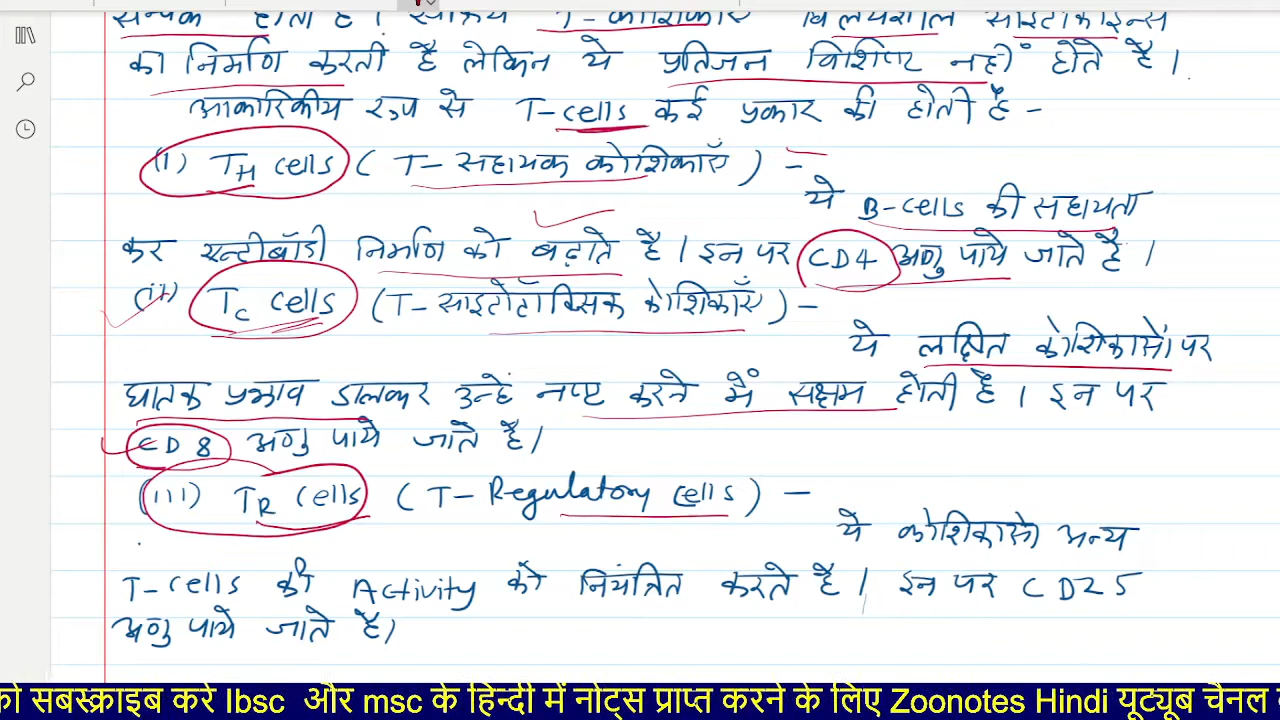 सम्पर्क होता है। सक्रिय T-कोशिकाएँ विलयशील साइटोकाइन्स
का निर्माण करती है लेकिन ये प्रतिजन विशिष्ट नहीं होते है।
आकारिकीय रूप से T-cells कई प्रकार की होती है -
(i) TH cells ( T- सहायक कोशिकाएँ ) -
ये B-cells की सहायता
कर एन्टीबॉडी निर्माण को बढ़ाते है। इन पर CD4 अणु पाये जाते है।
(ii) Tc cells (T-साइटोटॉक्सिक कोशिकाएँ) -
ये लक्षित कोशिकाओं पर
घातक प्रभाव डालकर उन्हें नष्ट करने में सक्षम होती है। इन पर
CD8 अणु पाये जाते है।
(iii) TR cells ( T- Regulatory cells ) -
ये कोशिकाओ अन्य
T-cells की Activity को नियंत्रित करते है। इन पर CD25
अणु पाये जाते है।
को सबस्क्राइब करे Ibsc और msc के हिन्दी में नोट्स प्राप्त करने के लिए Zoonotes Hindi यूट्यूब चैनल